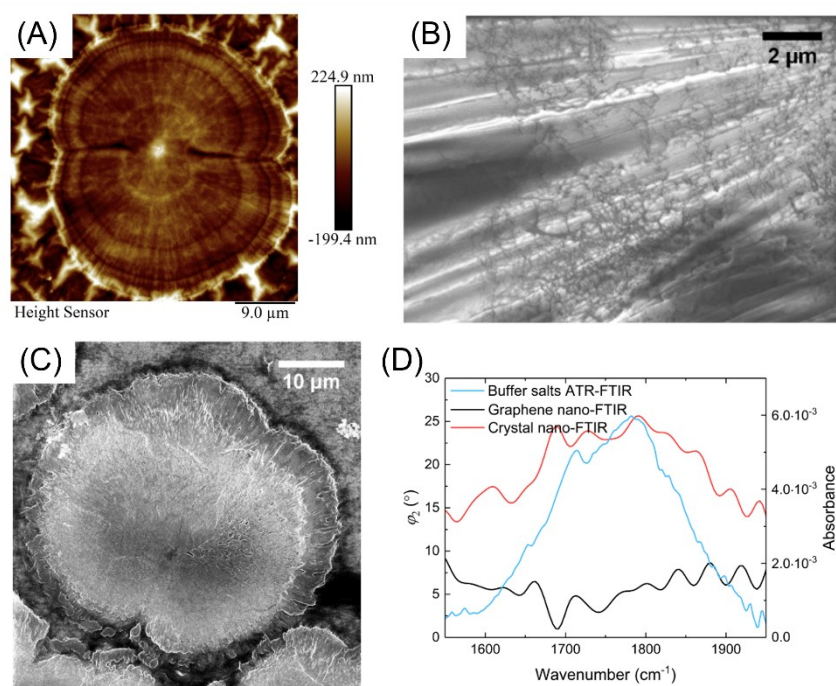 (A)
224.9 nm
-199.4 nm
Height Sensor
9.0 µm
(B)
2 µm
(C)
10 µm
(D)
Buffer salts ATR-FTIR
Graphene nano-FTIR
Crystal nano-FTIR
30
25
20
15
10
5
0
φ2 (°)
6.0·10-3
4.0·10-3
2.0·10-3
0.0
Absorbance
1600 1700 1800 1900
Wavenumber (cm-1)